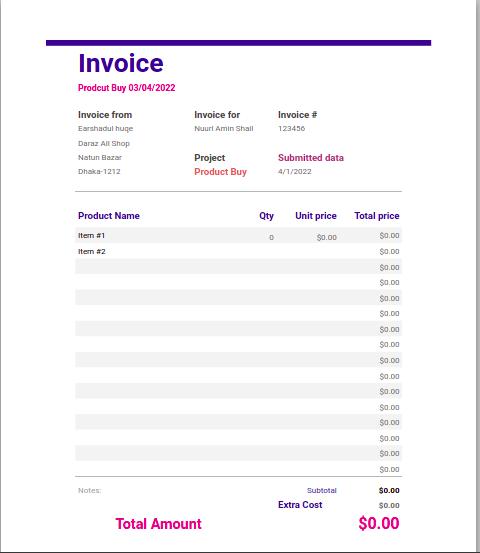 Invoice
Prodcut Buy 03/04/2022
Invoice from Invoice for Invoice #
Earshadul huqe Nuurl Amin Shail 123456
Daraz All Shop
Natun Bazar Project Submitted data
Dhaka-1212 Product Buy 4/1/2022
Product Name Qty Unit price Total price
Item #1 0 $0.00 $0.00
Item #2 $0.00
$0.00
$0.00
$0.00
$0.00
$0.00
$0.00
$0.00
$0.00
$0.00
$0.00
$0.00
$0.00
$0.00
$0.00
Notes: Subtotal $0.00
Extra Cost $0.00
Total Amount $0.00